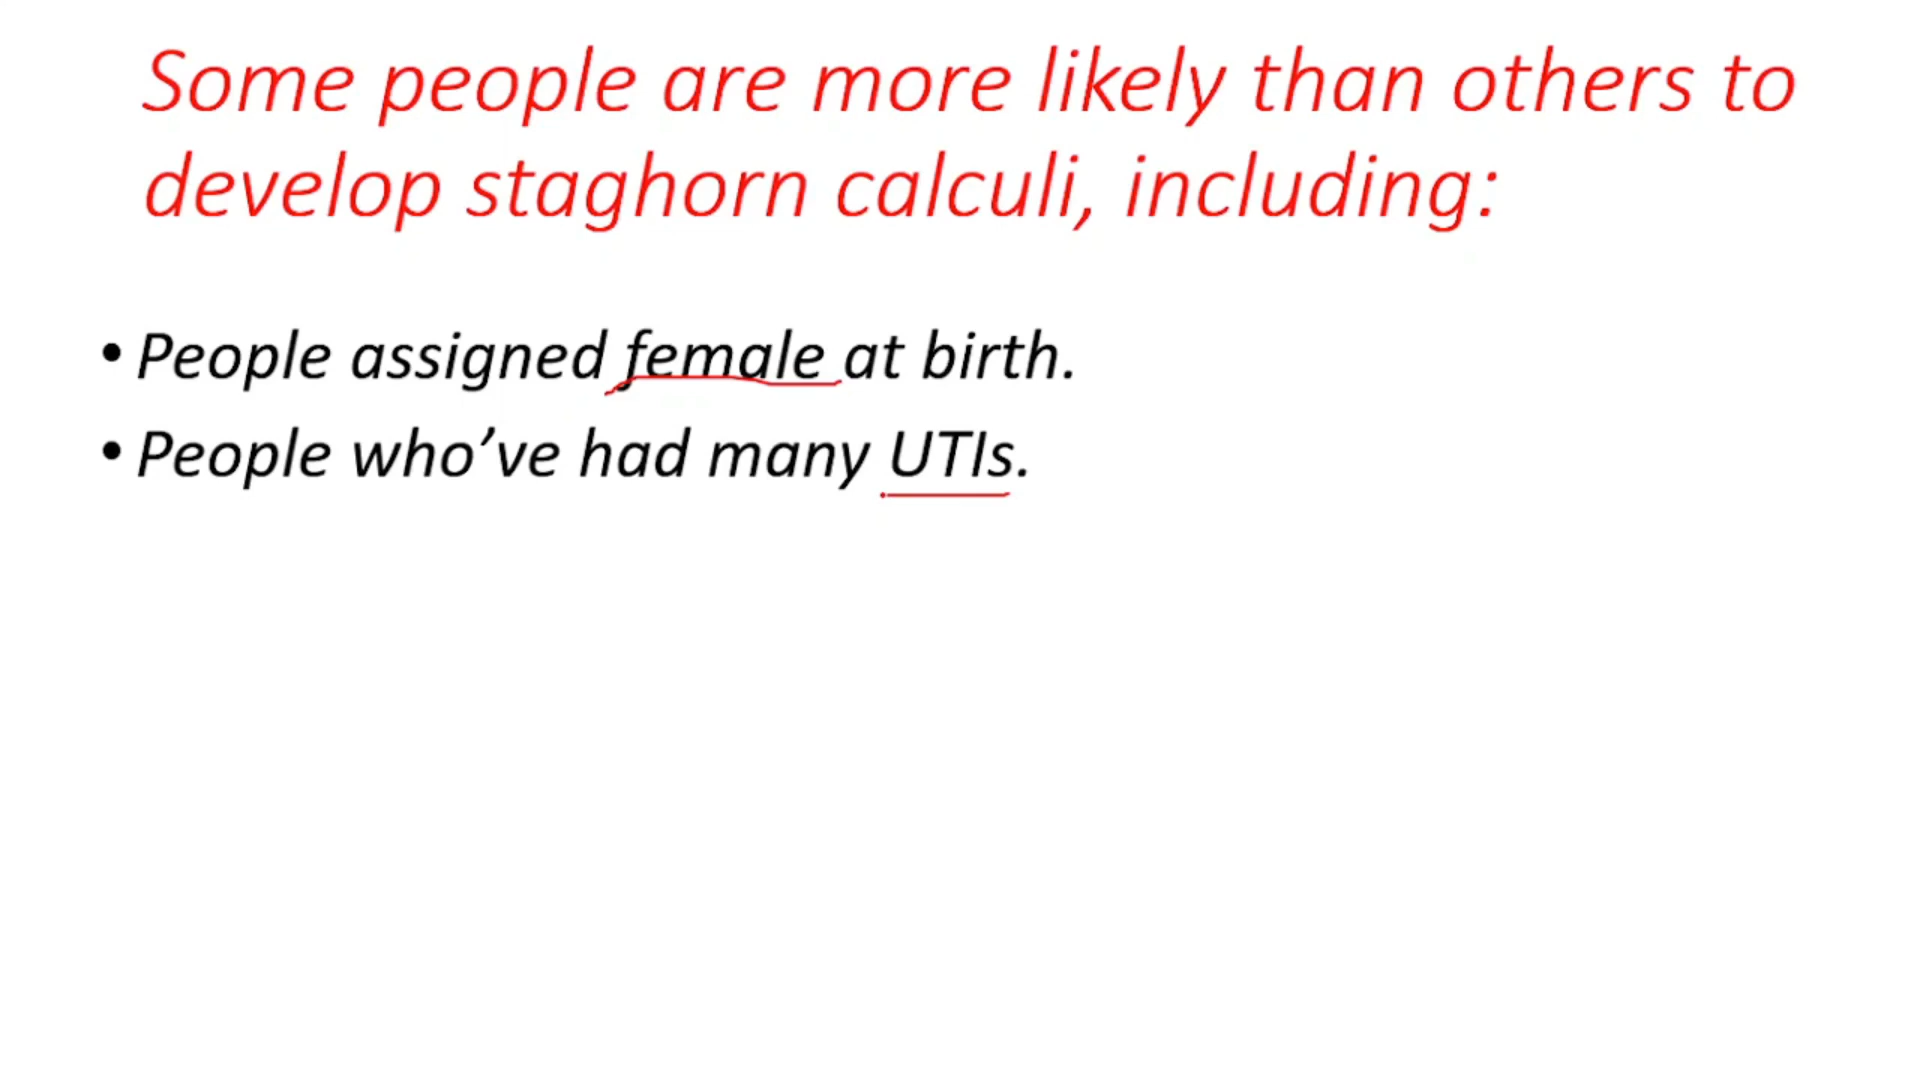 Some people are more likely than others to
develop staghorn calculi, including:
• People assigned female at birth.
• People who’ve had many UTIs.